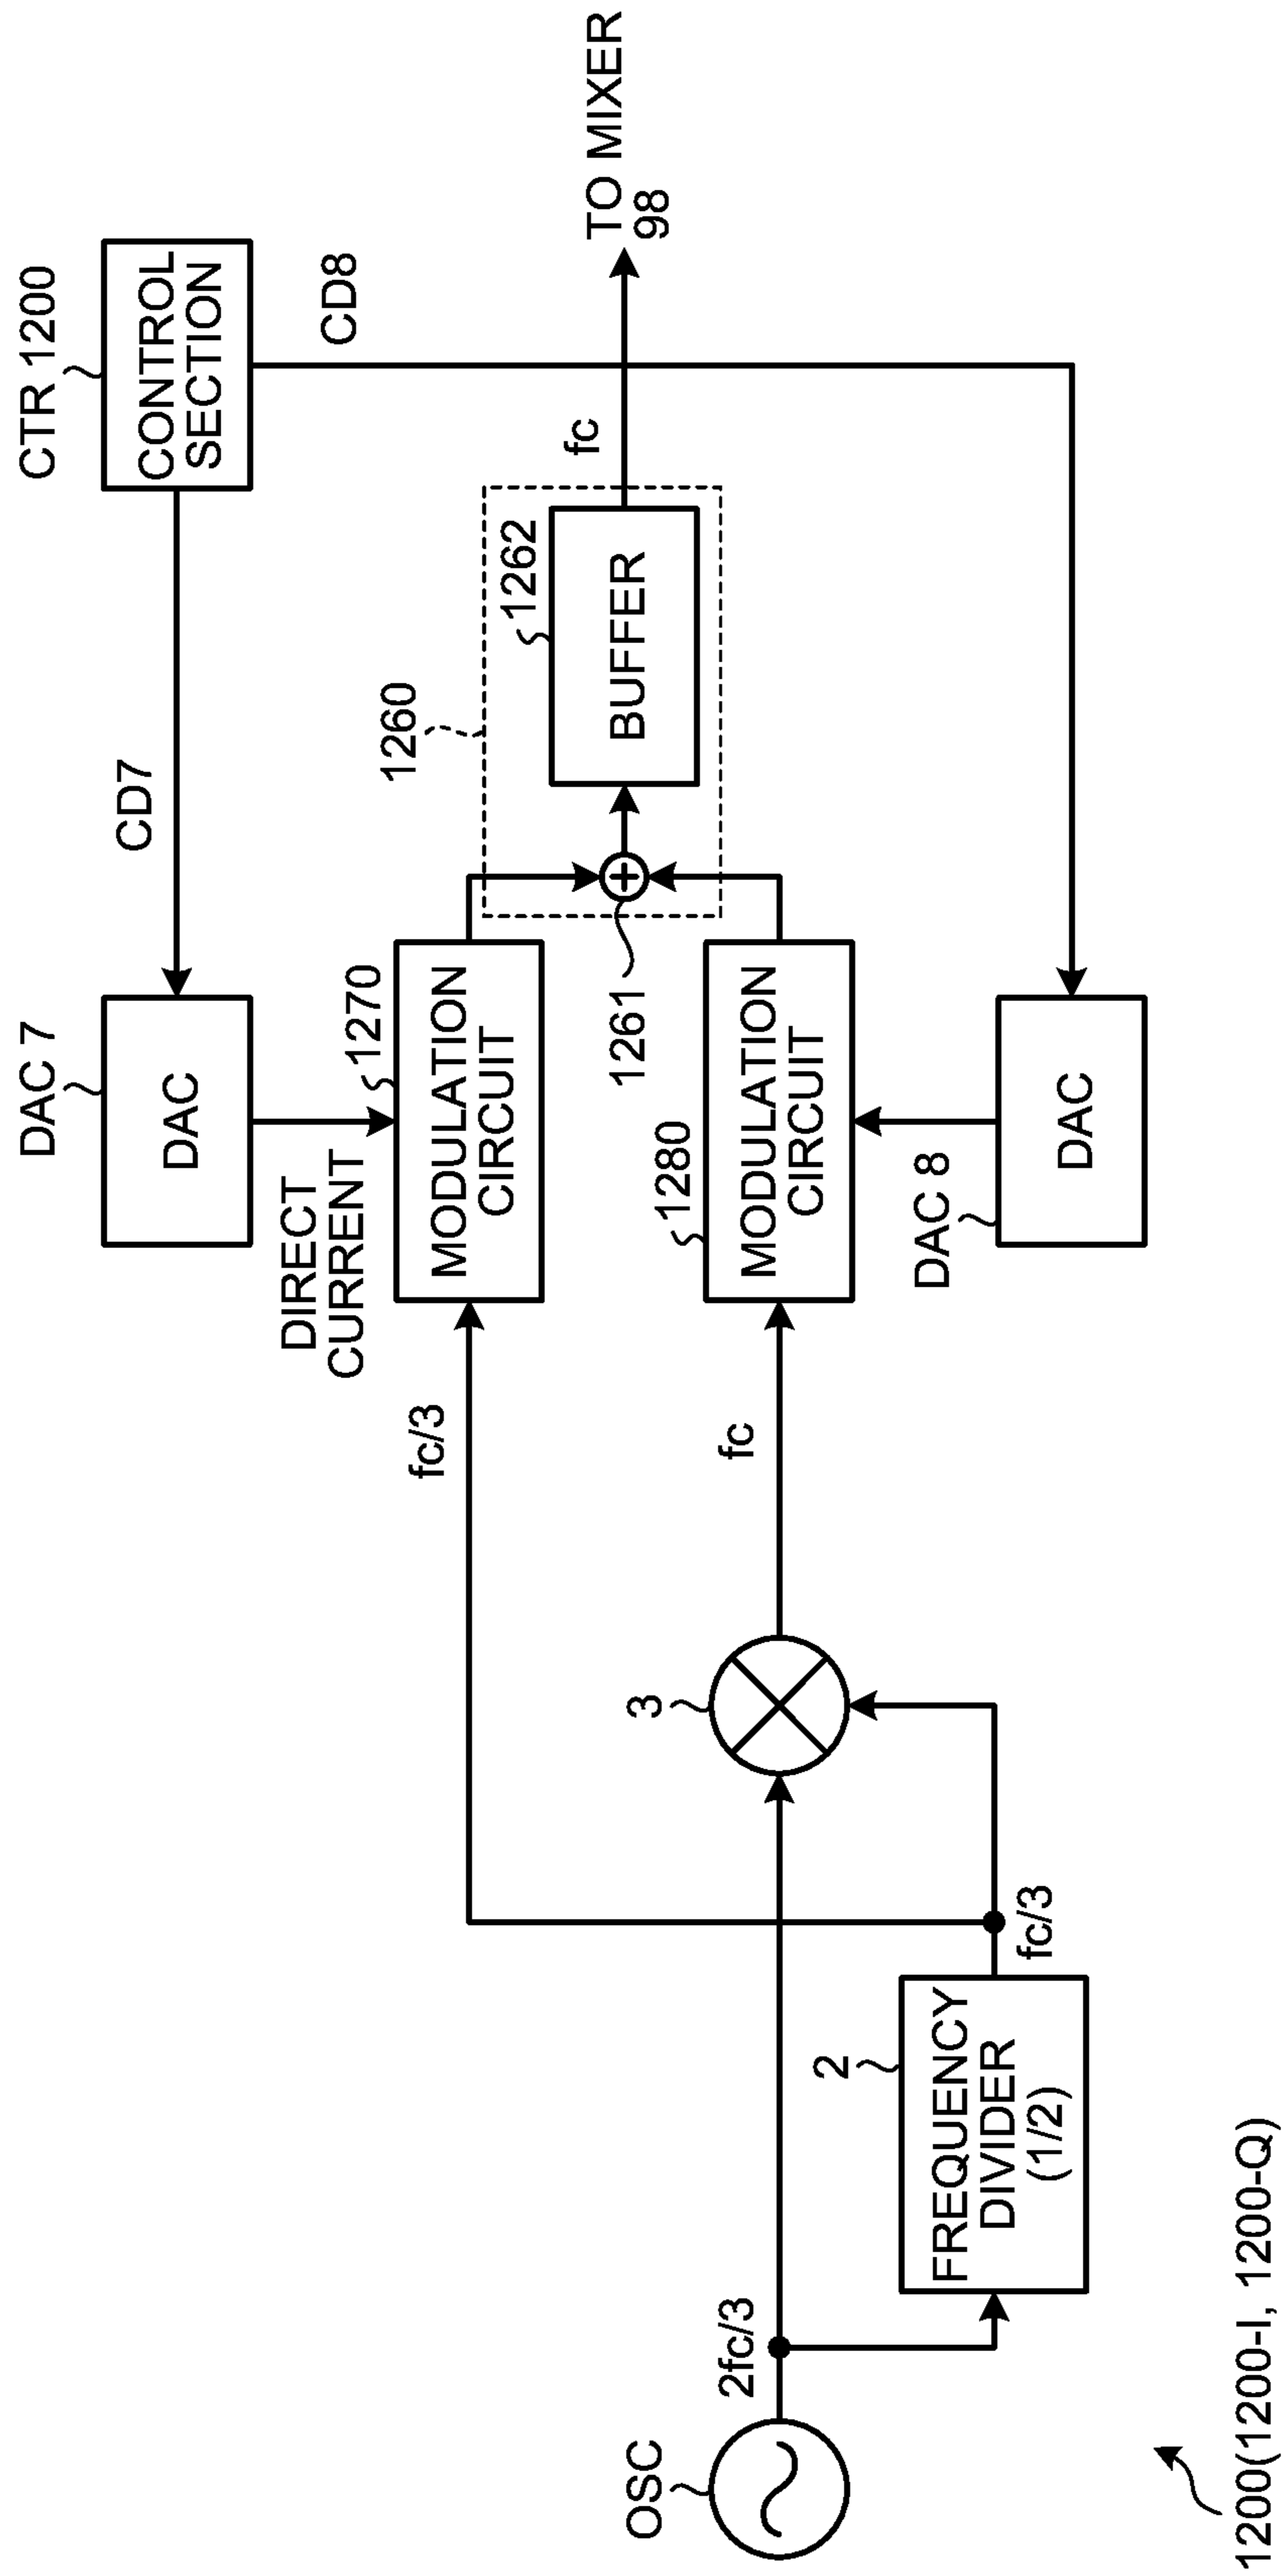 CTR 1200
CONTROL
SECTION
CD7
CD8
DAC 7
DAC
DIRECT
CURRENT
1270
MODULATION
CIRCUIT
1260
1261
1262
BUFFER
fc
TO MIXER
98
fc/3
OSC
2fc/3
3
fc
1280
MODULATION
CIRCUIT
2
FREQUENCY
DIVIDER
(1/2)
fc/3
DAC 8
DAC
1200(1200-I, 1200-Q)